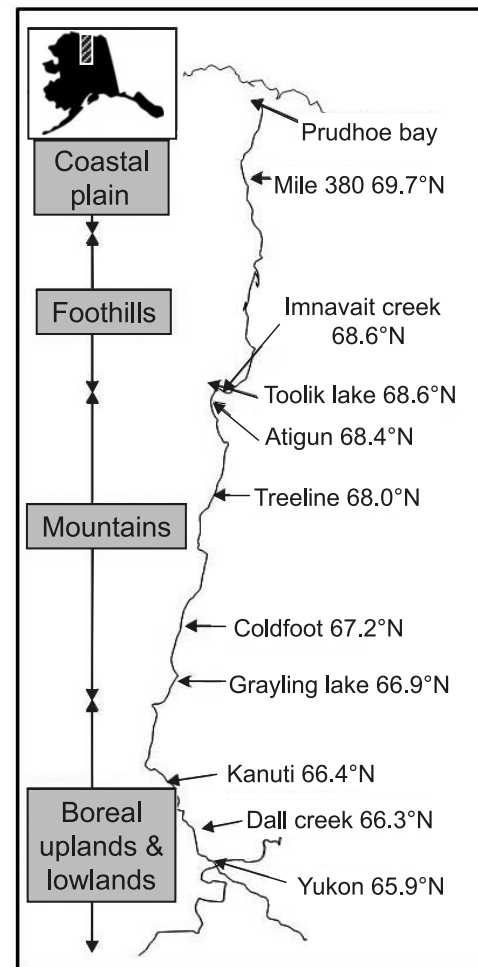 Prudhoe bay
Coastal
plain
Mile 380 69.7°N
Foothills
Imnavait creek
68.6°N
Toolik lake 68.6°N
Atigun 68.4°N
Treeline 68.0°N
Mountains
Coldfoot 67.2°N
Grayling lake 66.9°N
Kanuti 66.4°N
Boreal
uplands &
lowlands
Dall creek 66.3°N
Yukon 65.9°N